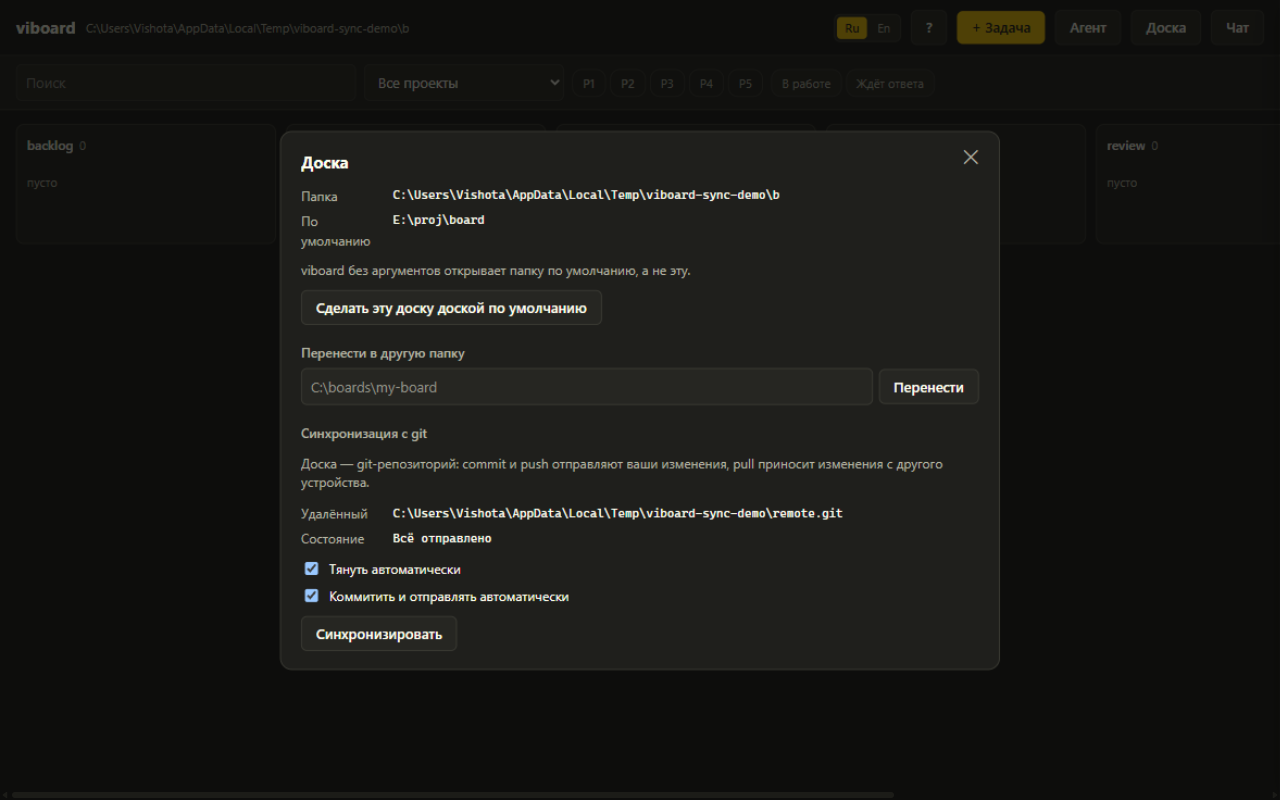 viboard C:\Users\Vishota\AppData\Local\Temp\viboard-sync-demo\b Ru En ? + Задача Агент Доска Чат
Поиск Все проекты P1 P2 P3 P4 P5 В работе Ждёт ответа
backlog 0
пусто
review 0
пусто
Доска
Папка C:\Users\Vishota\AppData\Local\Temp\viboard-sync-demo\b
По умолчанию E:\proj\board
viboard без аргументов открывает папку по умолчанию, а не эту.
Сделать эту доску доской по умолчанию
Перенести в другую папку
C:\boards\my-board Перенести
Синхронизация с git
Доска — git-репозиторий: commit и push отправляют ваши изменения, pull приносит изменения с другого
устройства.
Удалённый C:\Users\Vishota\AppData\Local\Temp\viboard-sync-demo\remote.git
Состояние Всё отправлено
Тянуть автоматически
Коммитить и отправлять автоматически
Синхронизировать